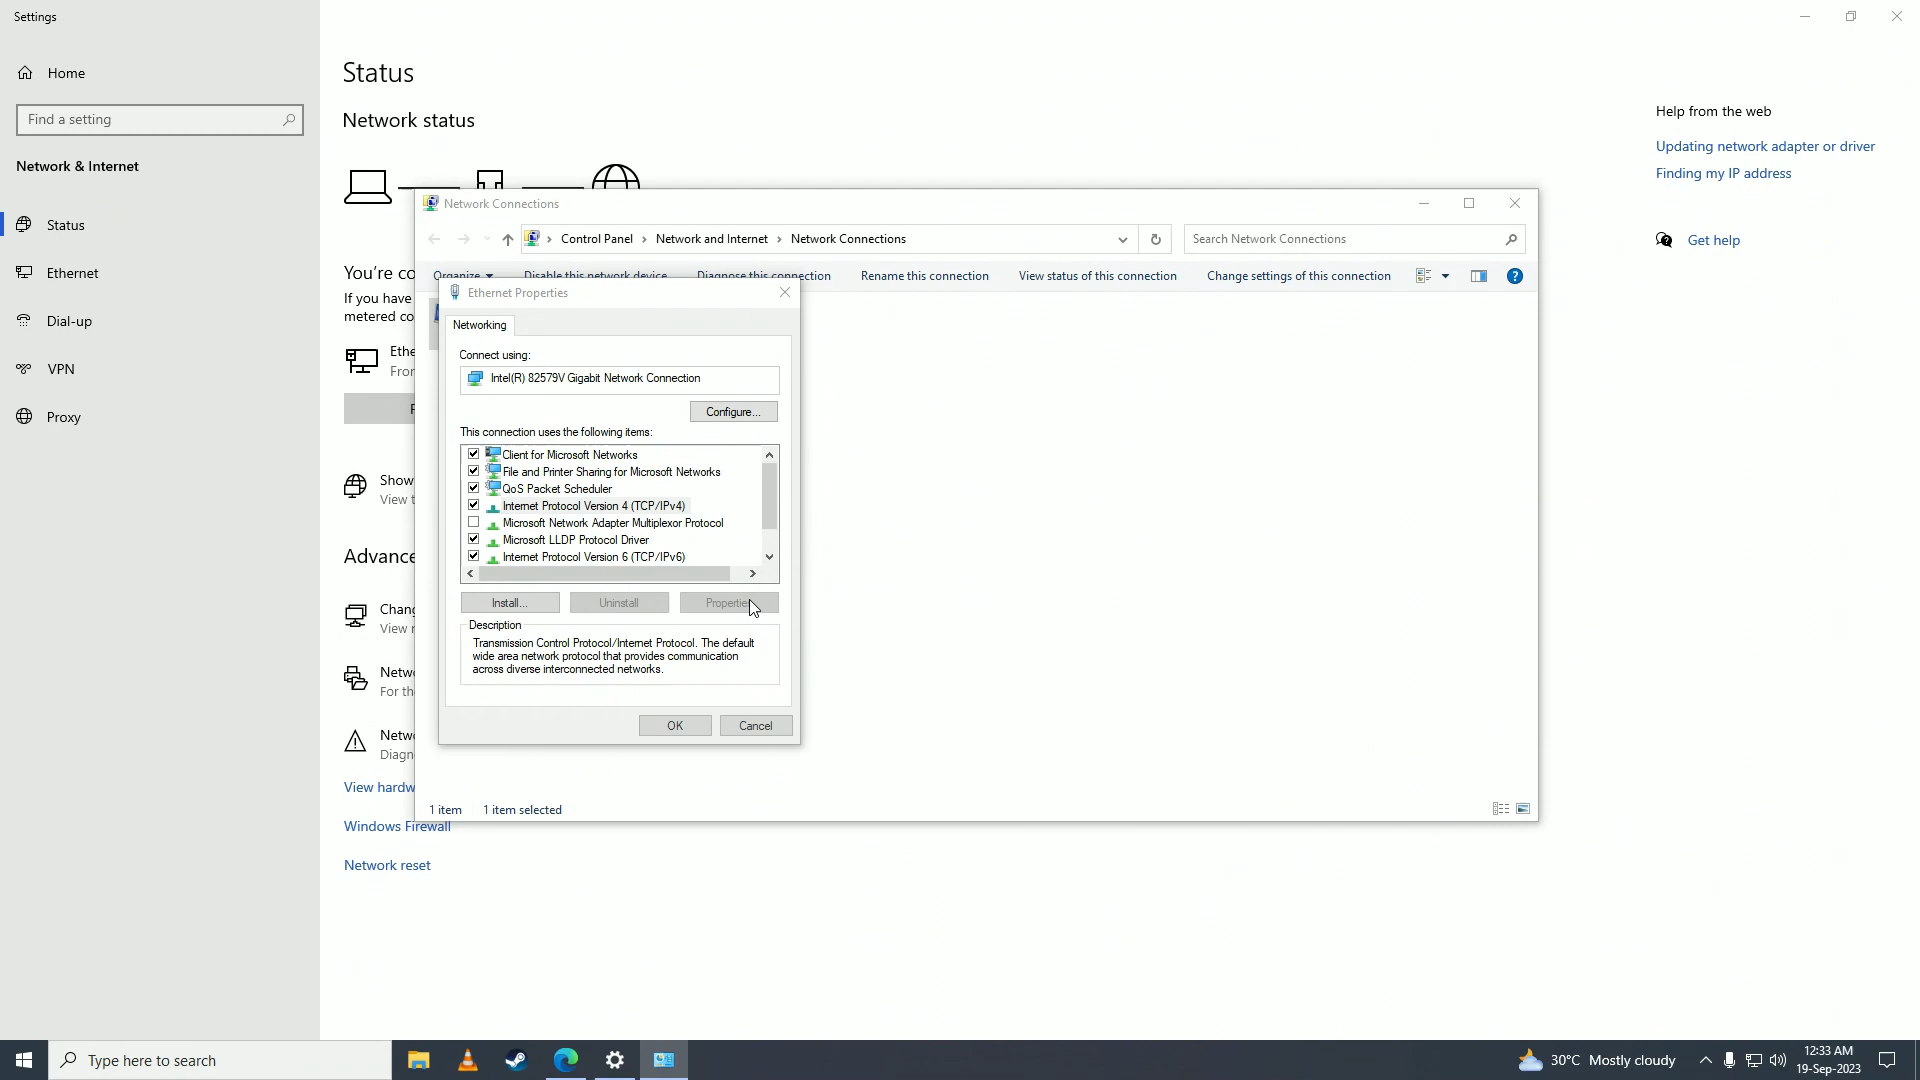 Settings
Home
Find a setting
Network & Internet
Status
Ethernet
Dial-up
VPN
Proxy
Status
Network status
You're co
If you have
metered co
Ethe
Fron
Show
View t
Advance
Chang
View n
Netwo
For the
Netwo
Diagn
View hardw
Windows Firewall
Network reset
Help from the web
Updating network adapter or driver
Finding my IP address
Get help
Network Connections
Control Panel > Network and Internet > Network Connections
Search Network Connections
Organize
Disable this network device
Diagnose this connection
Rename this connection
View status of this connection
Change settings of this connection
Ethernet Properties
Networking
Connect using:
Intel(R) 82579V Gigabit Network Connection
Configure...
This connection uses the following items:
Client for Microsoft Networks
File and Printer Sharing for Microsoft Networks
QoS Packet Scheduler
Internet Protocol Version 4 (TCP/IPv4)
Microsoft Network Adapter Multiplexor Protocol
Microsoft LLDP Protocol Driver
Internet Protocol Version 6 (TCP/IPv6)
Install...
Uninstall
Properties
Description
Transmission Control Protocol/Internet Protocol. The default
wide area network protocol that provides communication
across diverse interconnected networks.
OK
Cancel
1 item
1 item selected
Type here to search
30°C Mostly cloudy
12:33 AM
19-Sep-2023